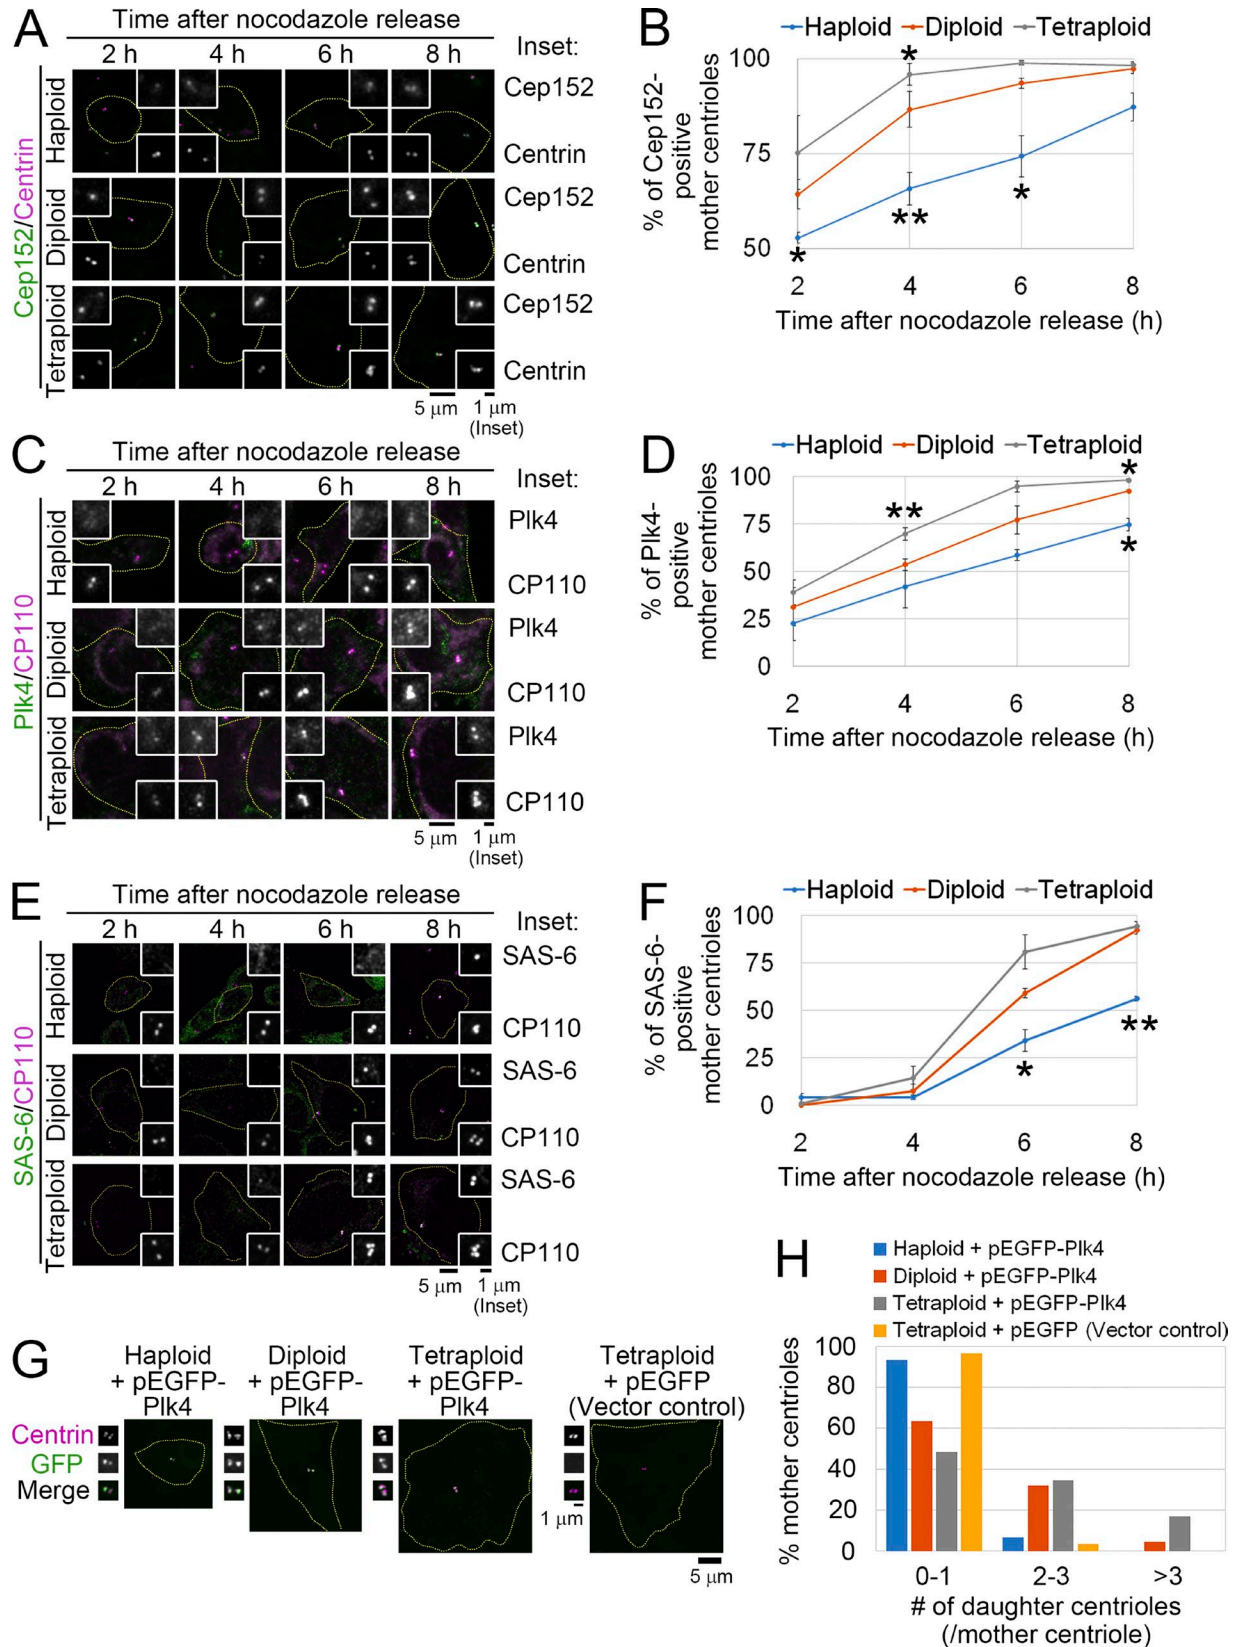 A
Time after nocodazole release
2 h 4 h 6 h 8 h
Inset:
Cep152/Centrin
Haploid
Cep152
Centrin
Diploid
Cep152
Centrin
Tetraploid
Cep152
Centrin
5 μm 1 μm
(Inset)
B
Haploid Diploid Tetraploid
% of Cep152-
positive
mother centrioles
100
75
50
*
*
**
*
2 4 6 8
Time after nocodazole release (h)
C
Time after nocodazole release
2 h 4 h 6 h 8 h
Inset:
Plk4/CP110
Haploid
Plk4
CP110
Diploid
Plk4
CP110
Tetraploid
Plk4
CP110
5 μm 1 μm
(Inset)
D
Haploid Diploid Tetraploid
% of Plk4-
positive
mother centrioles
100
75
50
25
0
**
*
*
2 4 6 8
Time after nocodazole release (h)
E
Time after nocodazole release
2 h 4 h 6 h 8 h
Inset:
SAS-6/CP110
Haploid
SAS-6
CP110
Diploid
SAS-6
CP110
Tetraploid
SAS-6
CP110
5 μm 1 μm
(Inset)
F
Haploid Diploid Tetraploid
% of SAS-6-
positive
mother centrioles
100
75
50
25
0
*
**
2 4 6 8
Time after nocodazole release (h)
G
Haploid
+ pEGFP-
Plk4
Diploid
+ pEGFP-
Plk4
Tetraploid
+ pEGFP-
Plk4
Tetraploid
+ pEGFP
(Vector control)
Centrin
GFP
Merge
1 μm
5 μm
H
Haploid + pEGFP-Plk4
Diploid + pEGFP-Plk4
Tetraploid + pEGFP-Plk4
Tetraploid + pEGFP (Vector control)
% mother centrioles
100
80
60
40
20
0
0-1 2-3 >3
# of daughter centrioles
(/mother centriole)